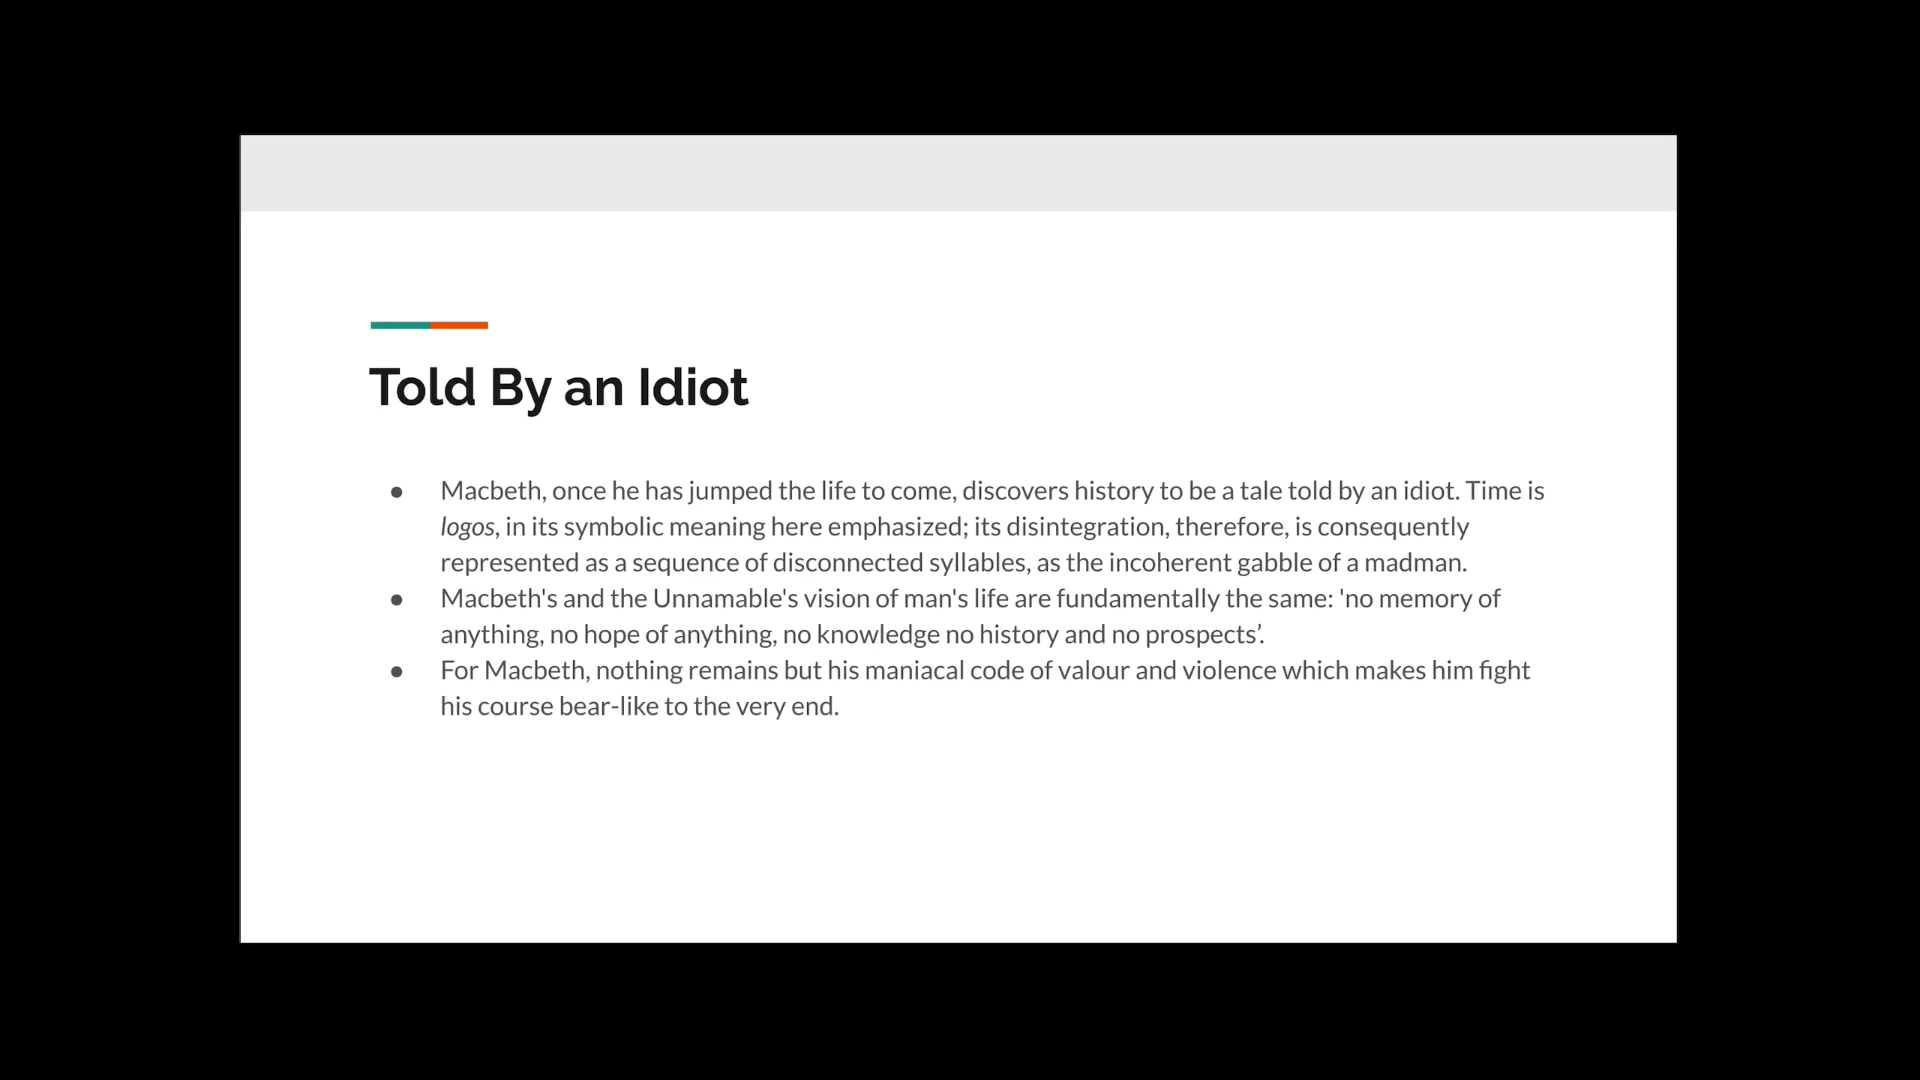 Told By an Idiot
● Macbeth, once he has jumped the life to come, discovers history to be a tale told by an idiot. Time is
logos, in its symbolic meaning here emphasized; its disintegration, therefore, is consequently
represented as a sequence of disconnected syllables, as the incoherent gabble of a madman.
● Macbeth's and the Unnamable's vision of man's life are fundamentally the same: 'no memory of
anything, no hope of anything, no knowledge no history and no prospects’.
● For Macbeth, nothing remains but his maniacal code of valour and violence which makes him fight
his course bear-like to the very end.